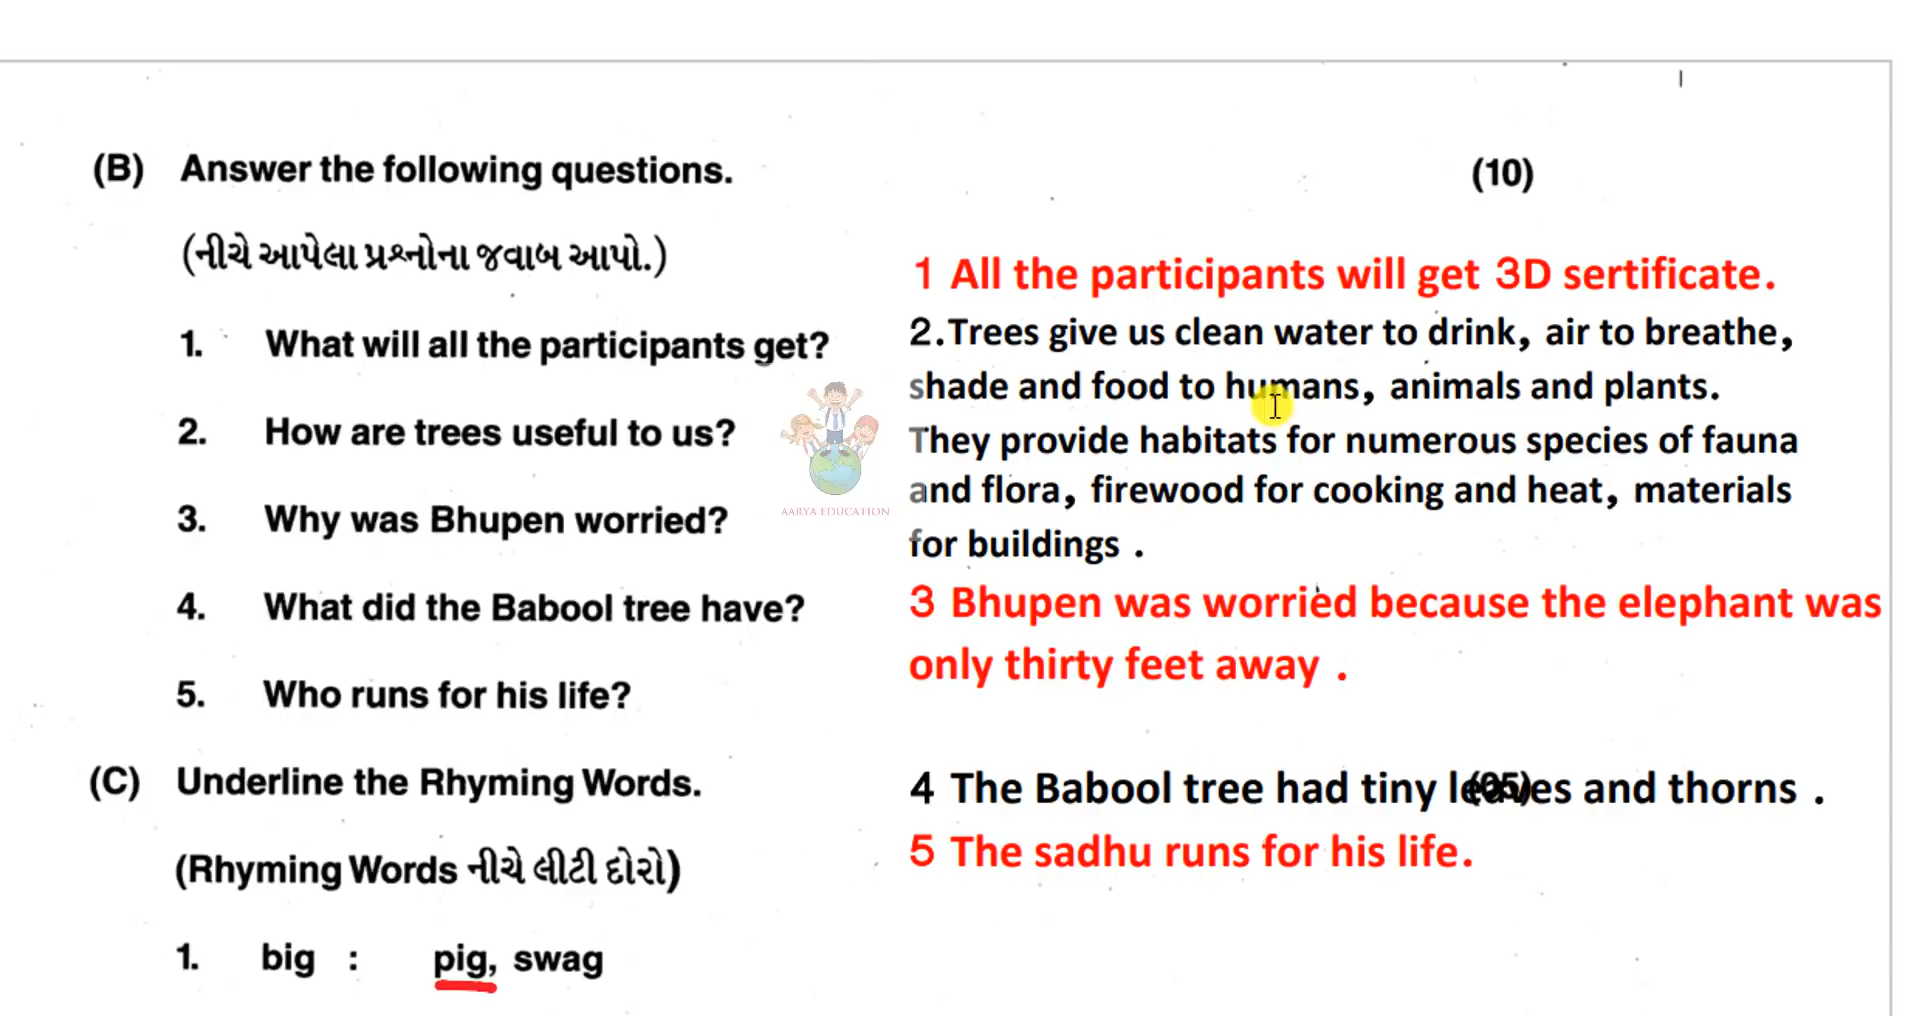 (B) Answer the following questions. (10)
(નીચે આપેલા પ્રશ્નોના જવાબ આપો.)
1. What will all the participants get?
2. How are trees useful to us?
3. Why was Bhupen worried?
4. What did the Babool tree have?
5. Who runs for his life?
1 All the participants will get 3D sertificate.
2.Trees give us clean water to drink, air to breathe,
shade and food to humans, animals and plants.
They provide habitats for numerous species of fauna
and flora, firewood for cooking and heat, materials
for buildings .
3 Bhupen was worried because the elephant was
only thirty feet away .
4 The Babool tree had tiny leaves and thorns .
5 The sadhu runs for his life.
AARYA EDUCATION
(C) Underline the Rhyming Words. (05)
(Rhyming Words નીચે લીટી દોરો)
1. big : pig, swag